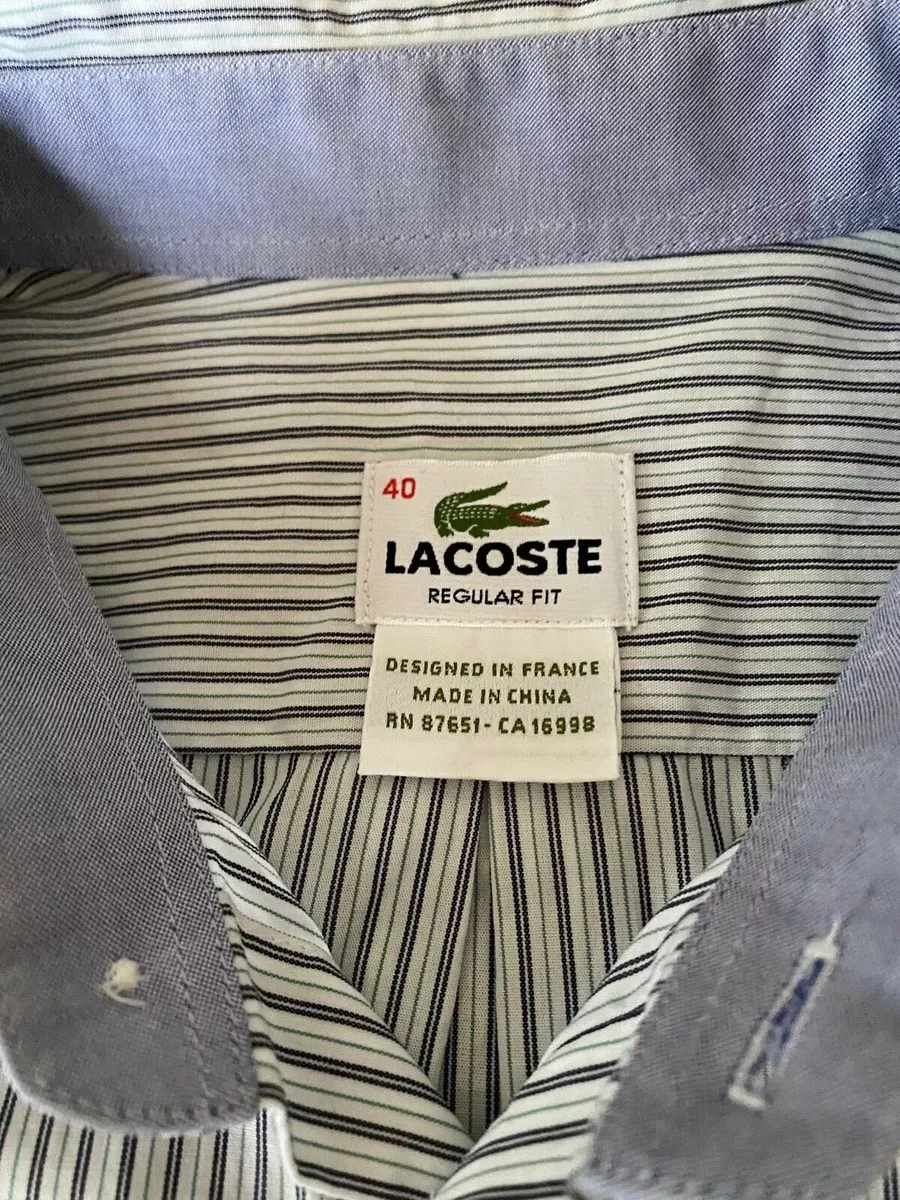 40
LACOSTE
REGULAR FIT
DESIGNED IN FRANCE
MADE IN CHINA
RN 87651 - CA 16998